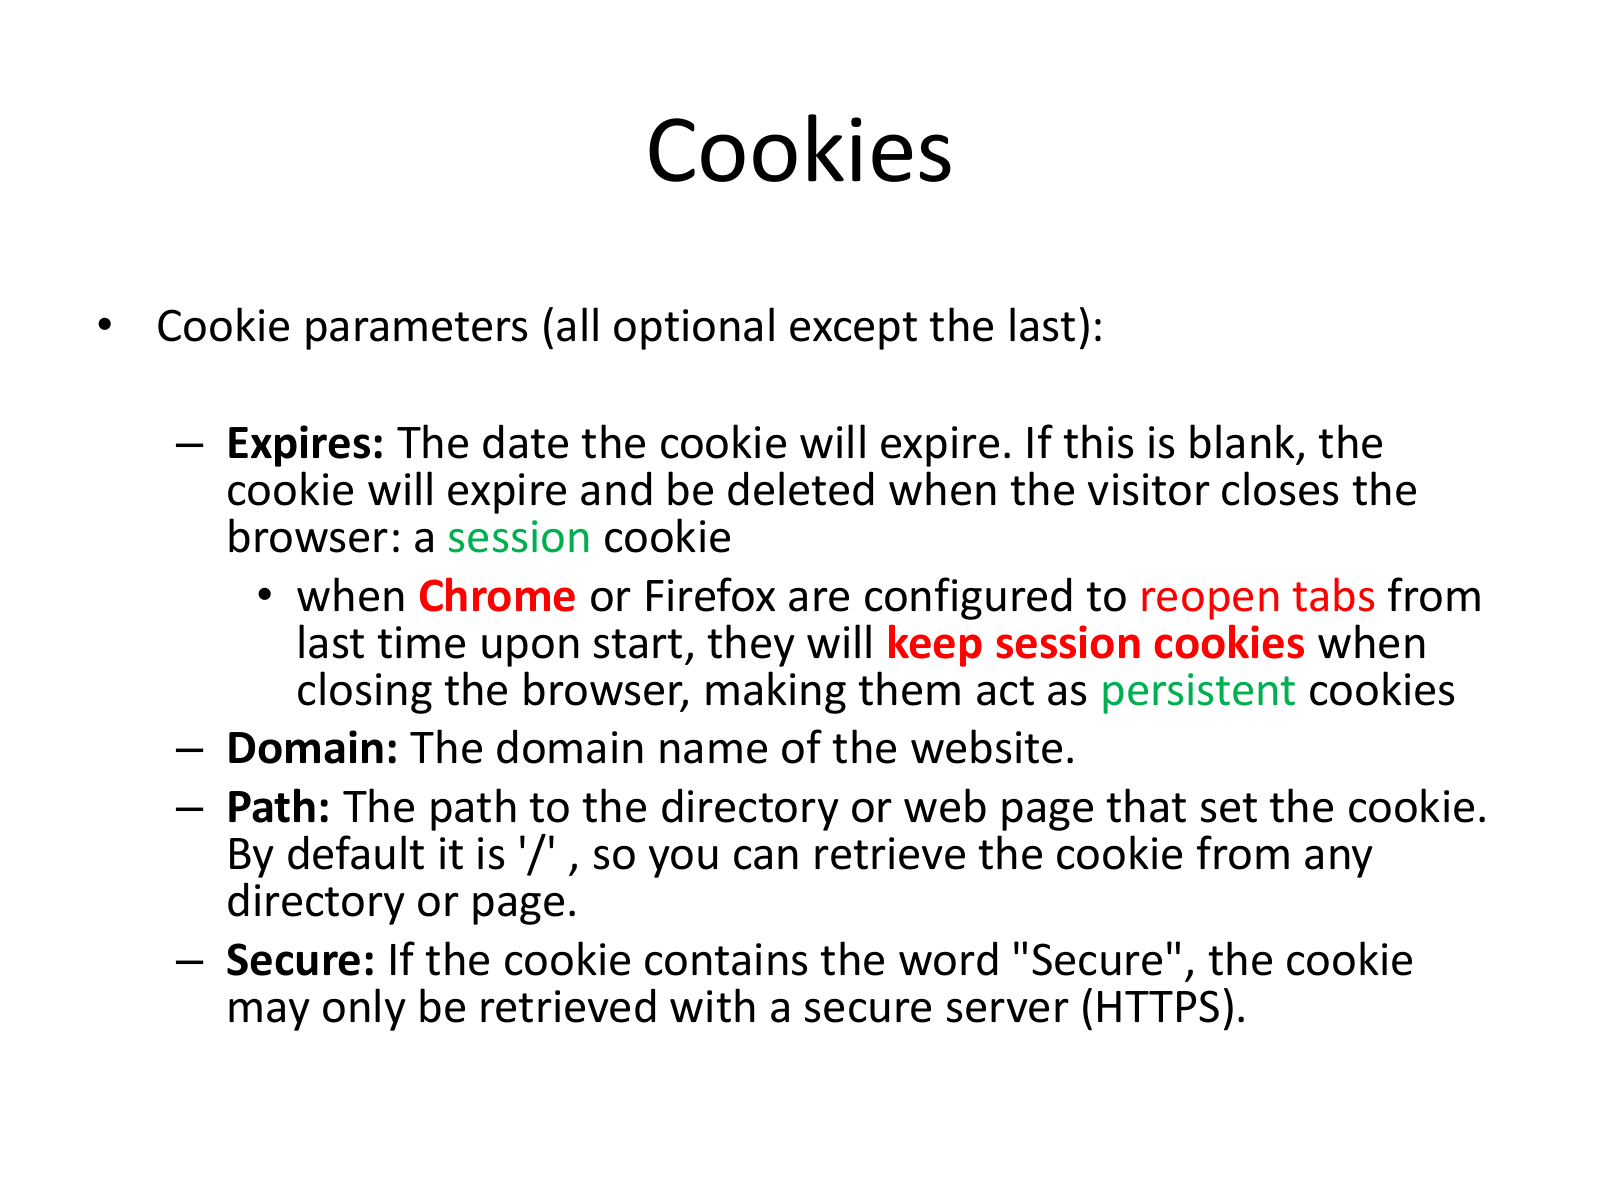 Cookies
• Cookie parameters (all optional except the last):
– Expires: The date the cookie will expire. If this is blank, the
cookie will expire and be deleted when the visitor closes the
browser: a session cookie
• when Chrome or Firefox are configured to reopen tabs from
last time upon start, they will keep session cookies when
closing the browser, making them act as persistent cookies
– Domain: The domain name of the website.
– Path: The path to the directory or web page that set the cookie.
By default it is '/' , so you can retrieve the cookie from any
directory or page.
– Secure: If the cookie contains the word "Secure", the cookie
may only be retrieved with a secure server (HTTPS).